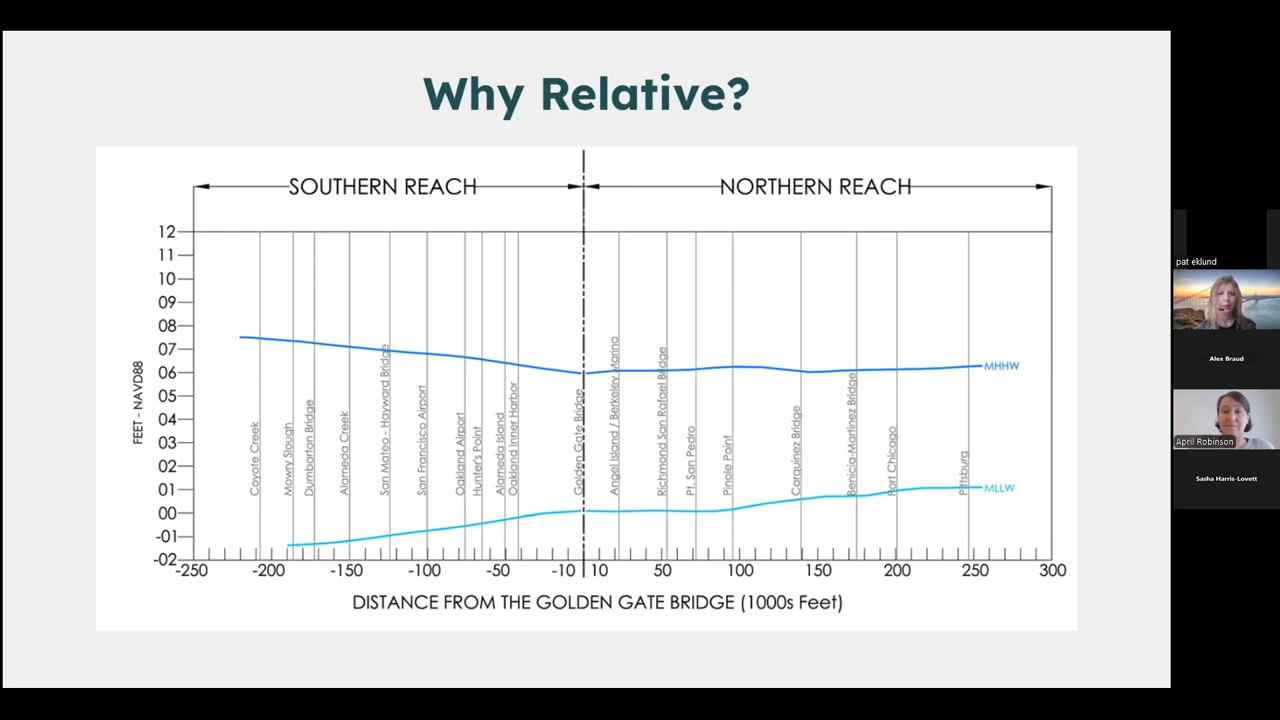 Why Relative?
SOUTHERN REACH
NORTHERN REACH
12
11
10
09
08
07
06
05
04
03
02
01
00
-01
-02
FEET - NAVD88
Coyote Creek
Mowry Slough
Dumbarton Bridge
Alameda Creek
San Mateo - Hayward Bridge
San Francisco Airport
Oakland Airport
Hunter's Point
Alameda Island
Oakland Inner Harbor
Golden Gate Bridge
Angel Island / Berkeley Marina
Richmond San Rafael Bridge
Pt. San Pedro
Pinole Point
Carquinez Bridge
Benicia-Martinez Bridge
Port Chicago
Pittsburg
MHHW
MLLW
-250 -200 -150 -100 -50 -10 10 50 100 150 200 250 300
DISTANCE FROM THE GOLDEN GATE BRIDGE (1000s Feet)
pat eklund
Alex Braud
April Robinson
Sasha Harris-Lovett